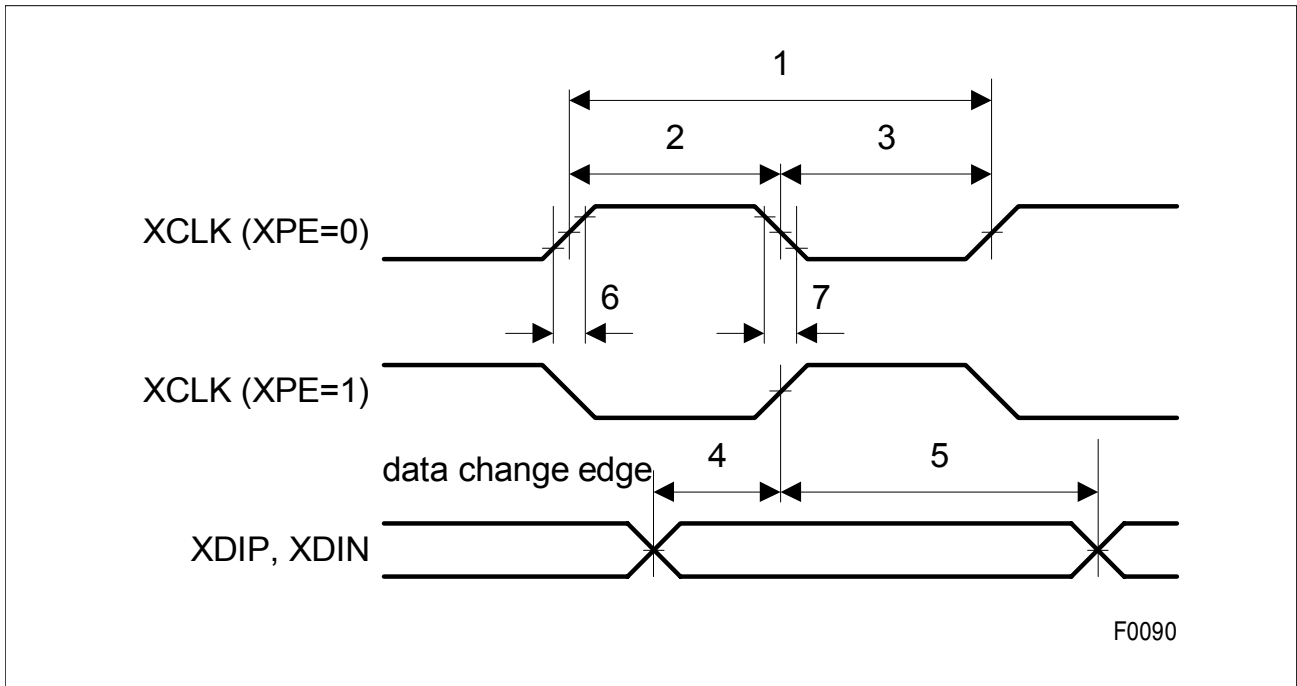 1
2 3
XCLK (XPE=0)
6 7
XCLK (XPE=1)
4 5
data change edge
XDIP, XDIN
F0090